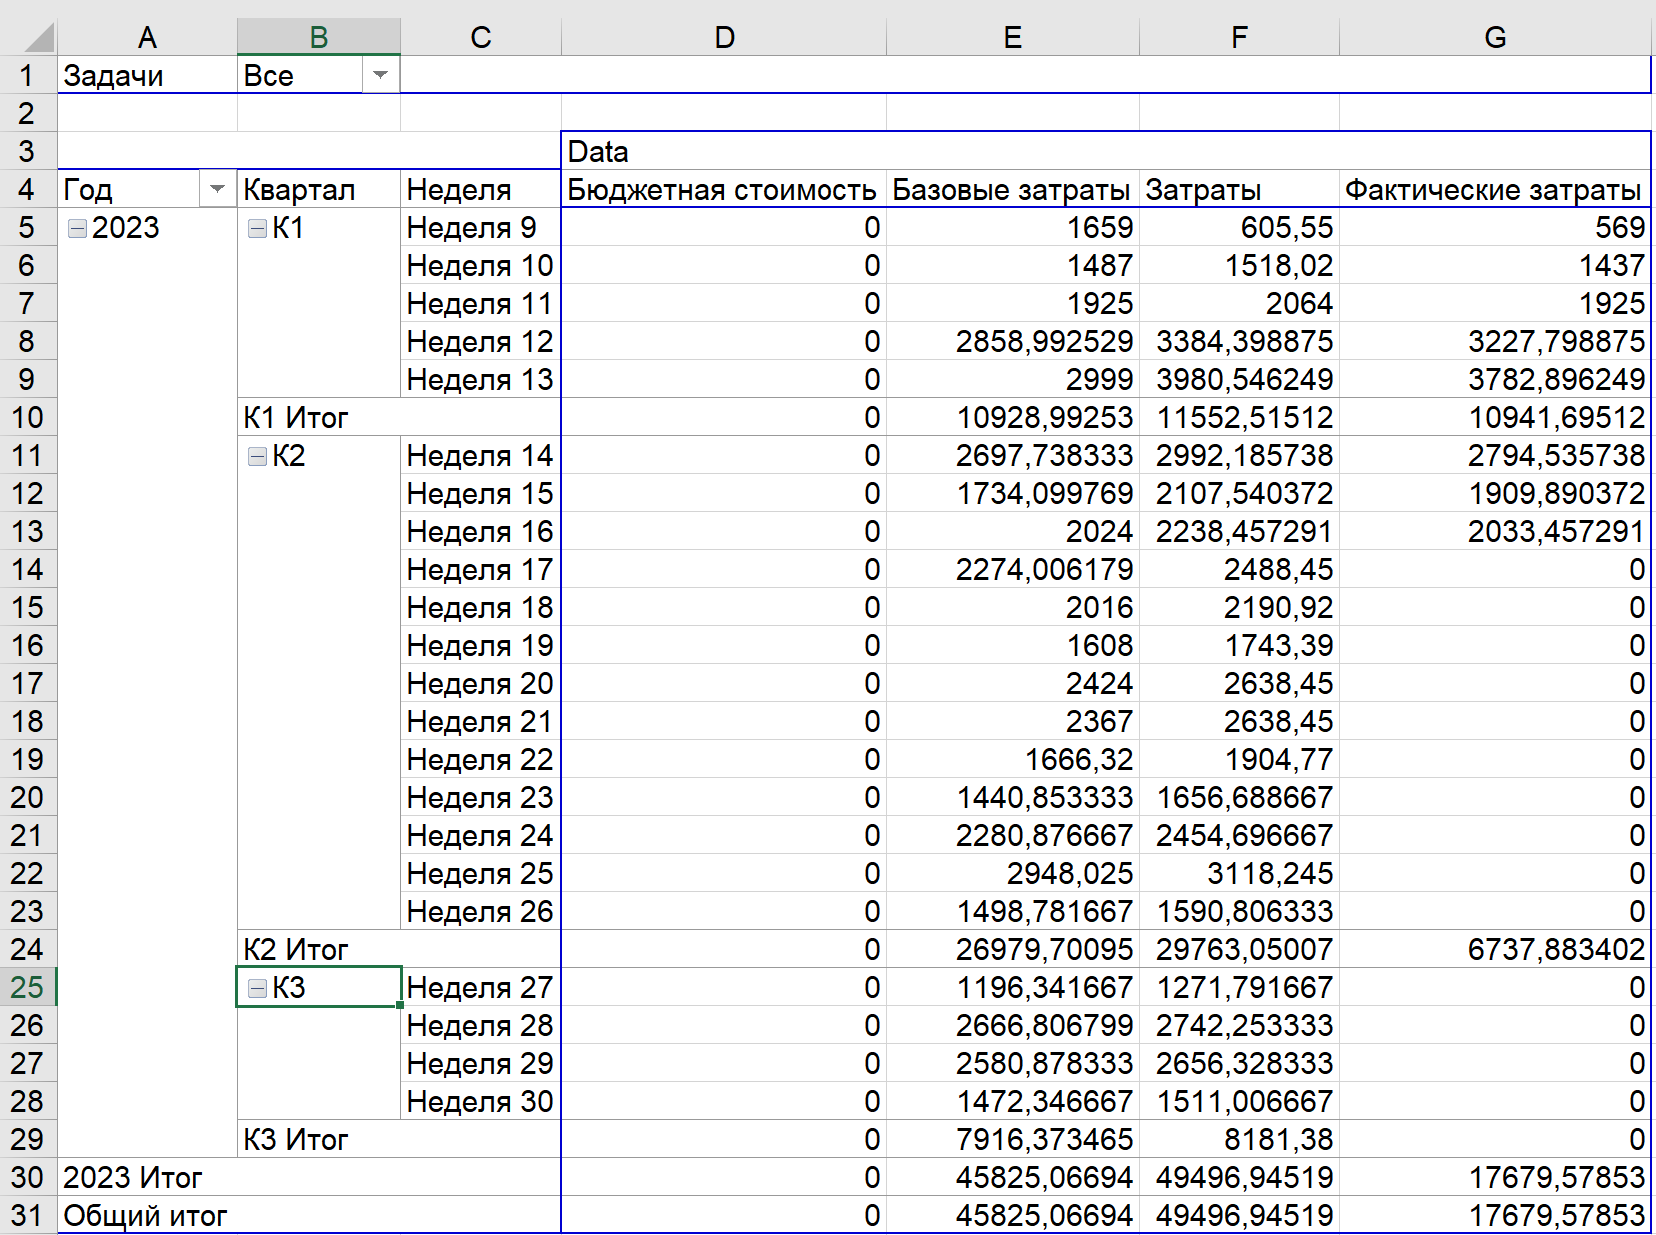 A B C D E F G
1 Задачи Все
2
3 Data
4 Год Квартал Неделя Бюджетная стоимость Базовые затраты Затраты Фактические затраты
5 2023 К1 Неделя 9 0 1659 605,55 569
6 Неделя 10 0 1487 1518,02 1437
7 Неделя 11 0 1925 2064 1925
8 Неделя 12 0 2858,992529 3384,398875 3227,798875
9 Неделя 13 0 2999 3980,546249 3782,896249
10 К1 Итог 0 10928,99253 11552,51512 10941,69512
11 К2 Неделя 14 0 2697,738333 2992,185738 2794,535738
12 Неделя 15 0 1734,099769 2107,540372 1909,890372
13 Неделя 16 0 2024 2238,457291 2033,457291
14 Неделя 17 0 2274,006179 2488,45 0
15 Неделя 18 0 2016 2190,92 0
16 Неделя 19 0 1608 1743,39 0
17 Неделя 20 0 2424 2638,45 0
18 Неделя 21 0 2367 2638,45 0
19 Неделя 22 0 1666,32 1904,77 0
20 Неделя 23 0 1440,853333 1656,688667 0
21 Неделя 24 0 2280,876667 2454,696667 0
22 Неделя 25 0 2948,025 3118,245 0
23 Неделя 26 0 1498,781667 1590,806333 0
24 К2 Итог 0 26979,70095 29763,05007 6737,883402
25 К3 Неделя 27 0 1196,341667 1271,791667 0
26 Неделя 28 0 2666,806799 2742,253333 0
27 Неделя 29 0 2580,878333 2656,328333 0
28 Неделя 30 0 1472,346667 1511,006667 0
29 К3 Итог 0 7916,373465 8181,38 0
30 2023 Итог 0 45825,06694 49496,94519 17679,57853
31 Общий итог 0 45825,06694 49496,94519 17679,57853